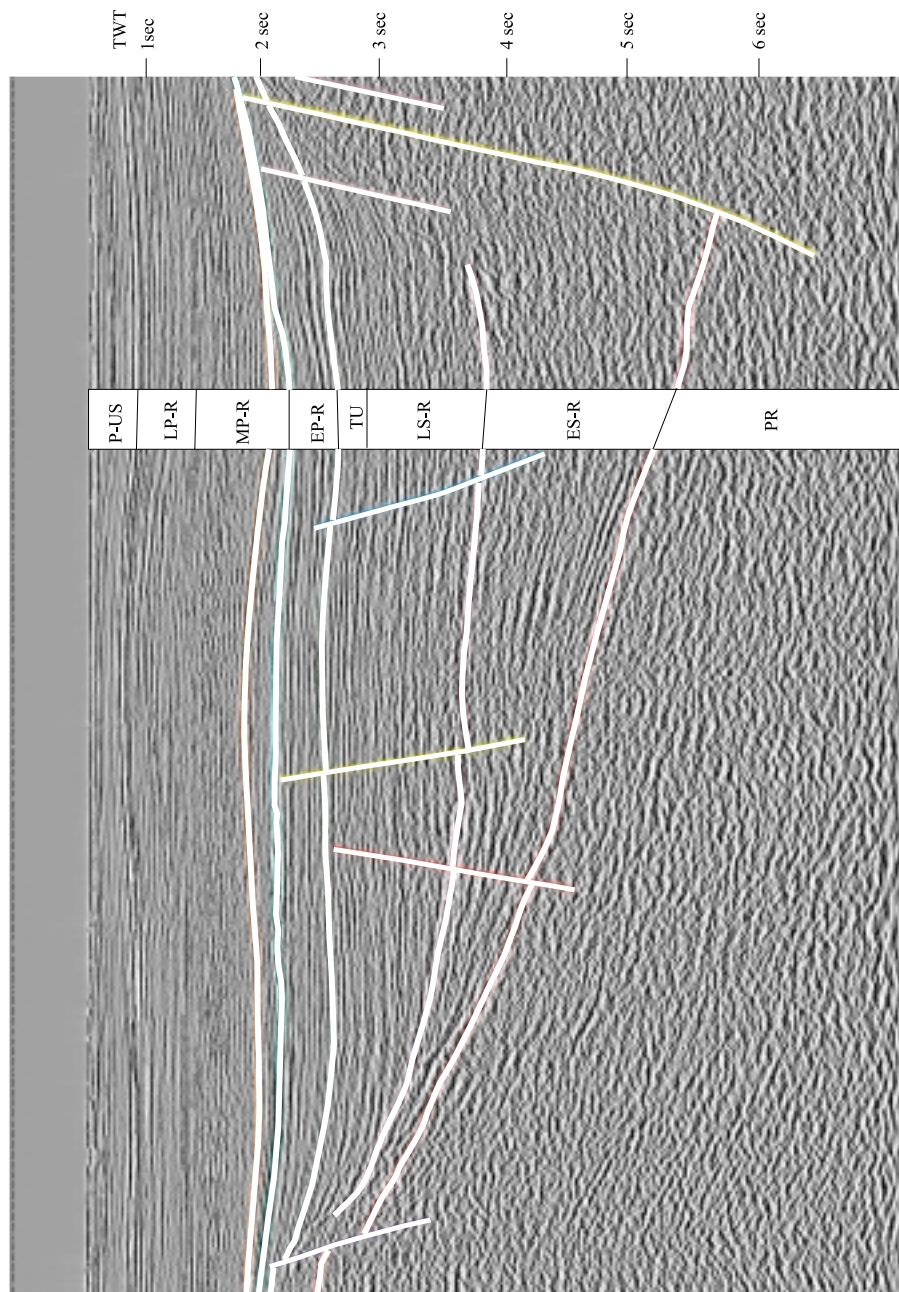 TWT
1sec
2 sec
3 sec
4 sec
5 sec
6 sec
P-US
LP-R
MP-R
EP-R
TU
LS-R
ES-R
PR